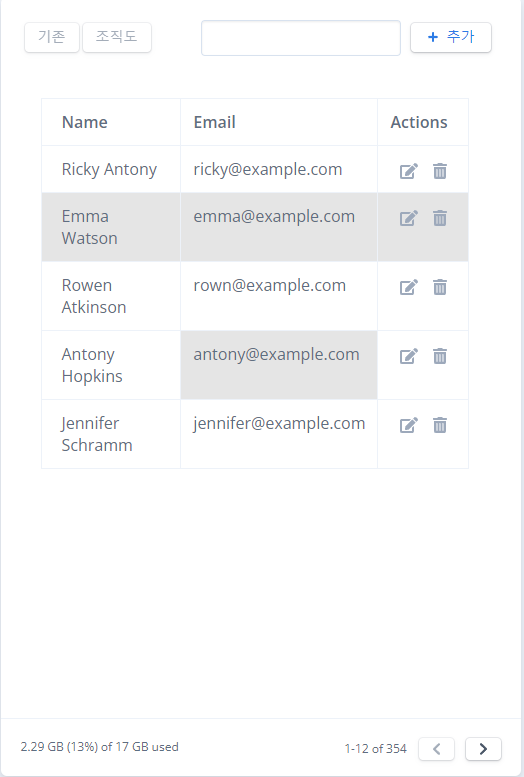 기존 조직도 + 추가
Name Email Actions
Ricky Antony ricky@example.com
Emma emma@example.com
Watson
Rowen rown@example.com
Atkinson
Antony antony@example.com
Hopkins
Jennifer jennifer@example.com
Schramm
2.29 GB (13%) of 17 GB used 1-12 of 354